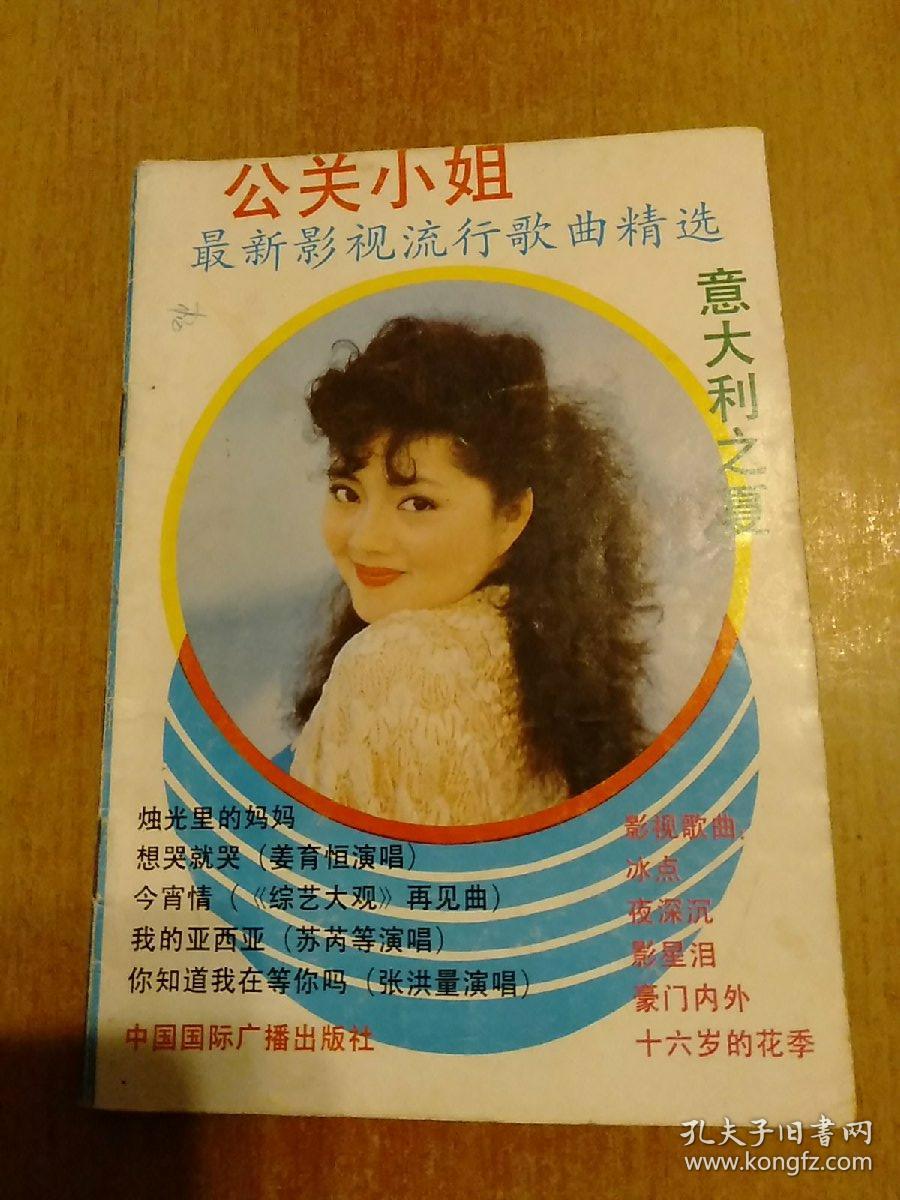 公关小姐
最新影视流行歌曲精选
意大利之夏
烛光里的妈妈
想哭就哭(姜育恒演唱)
今宵情(《综艺大观》再见曲)
我的亚西亚(苏芮等演唱)
你知道我在等你吗(张洪量演唱)
中国国际广播出版社
影视歌曲:
冰点
夜深沉
影星泪
豪门内外
十六岁的花季
孔夫子旧书网
www.kongfz.com